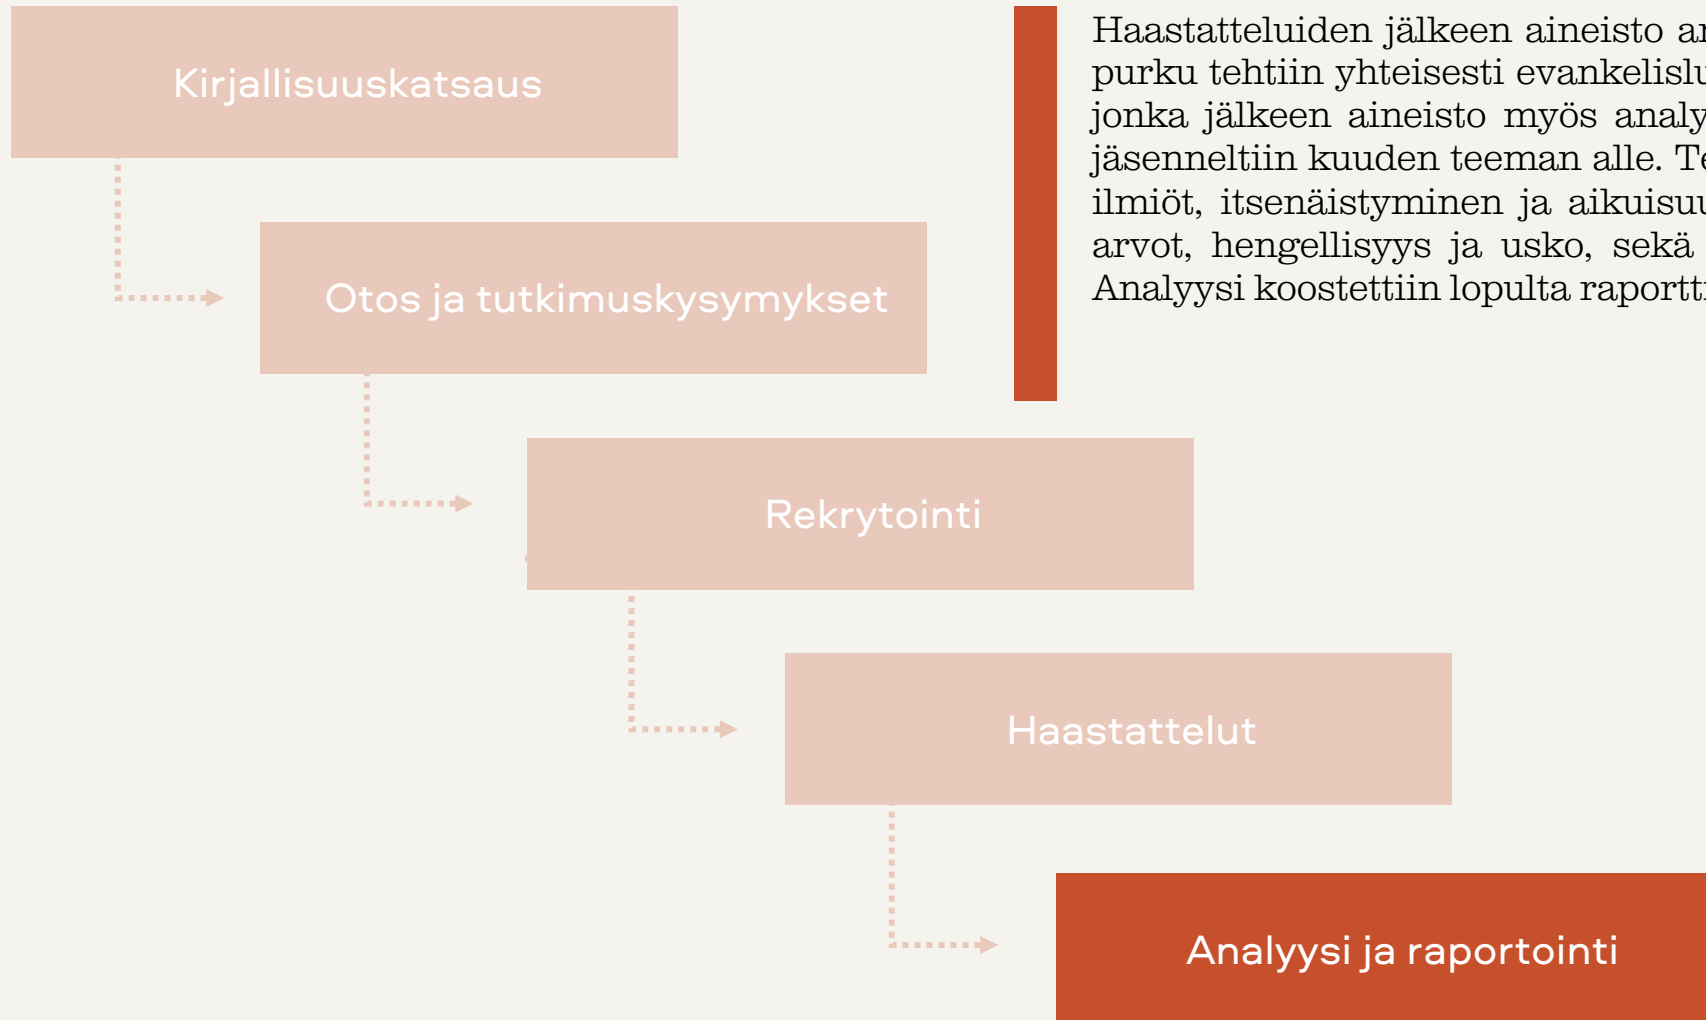 Kirjallisuuskatsaus
Otos ja tutkimuskysymykset
Rekrytointi
Haastattelut
Analyysi ja raportointi
Haastatteluiden jälkeen aineisto
purku tehtiin yhteisesti
jonka jälkeen aineisto myös
jäsenneltiin kuuden teeman alle.
ilmiöt, itsenäistyminen ja
arvot, hengellisyys ja usko, sekä
Analyysi koostettiin lopulta